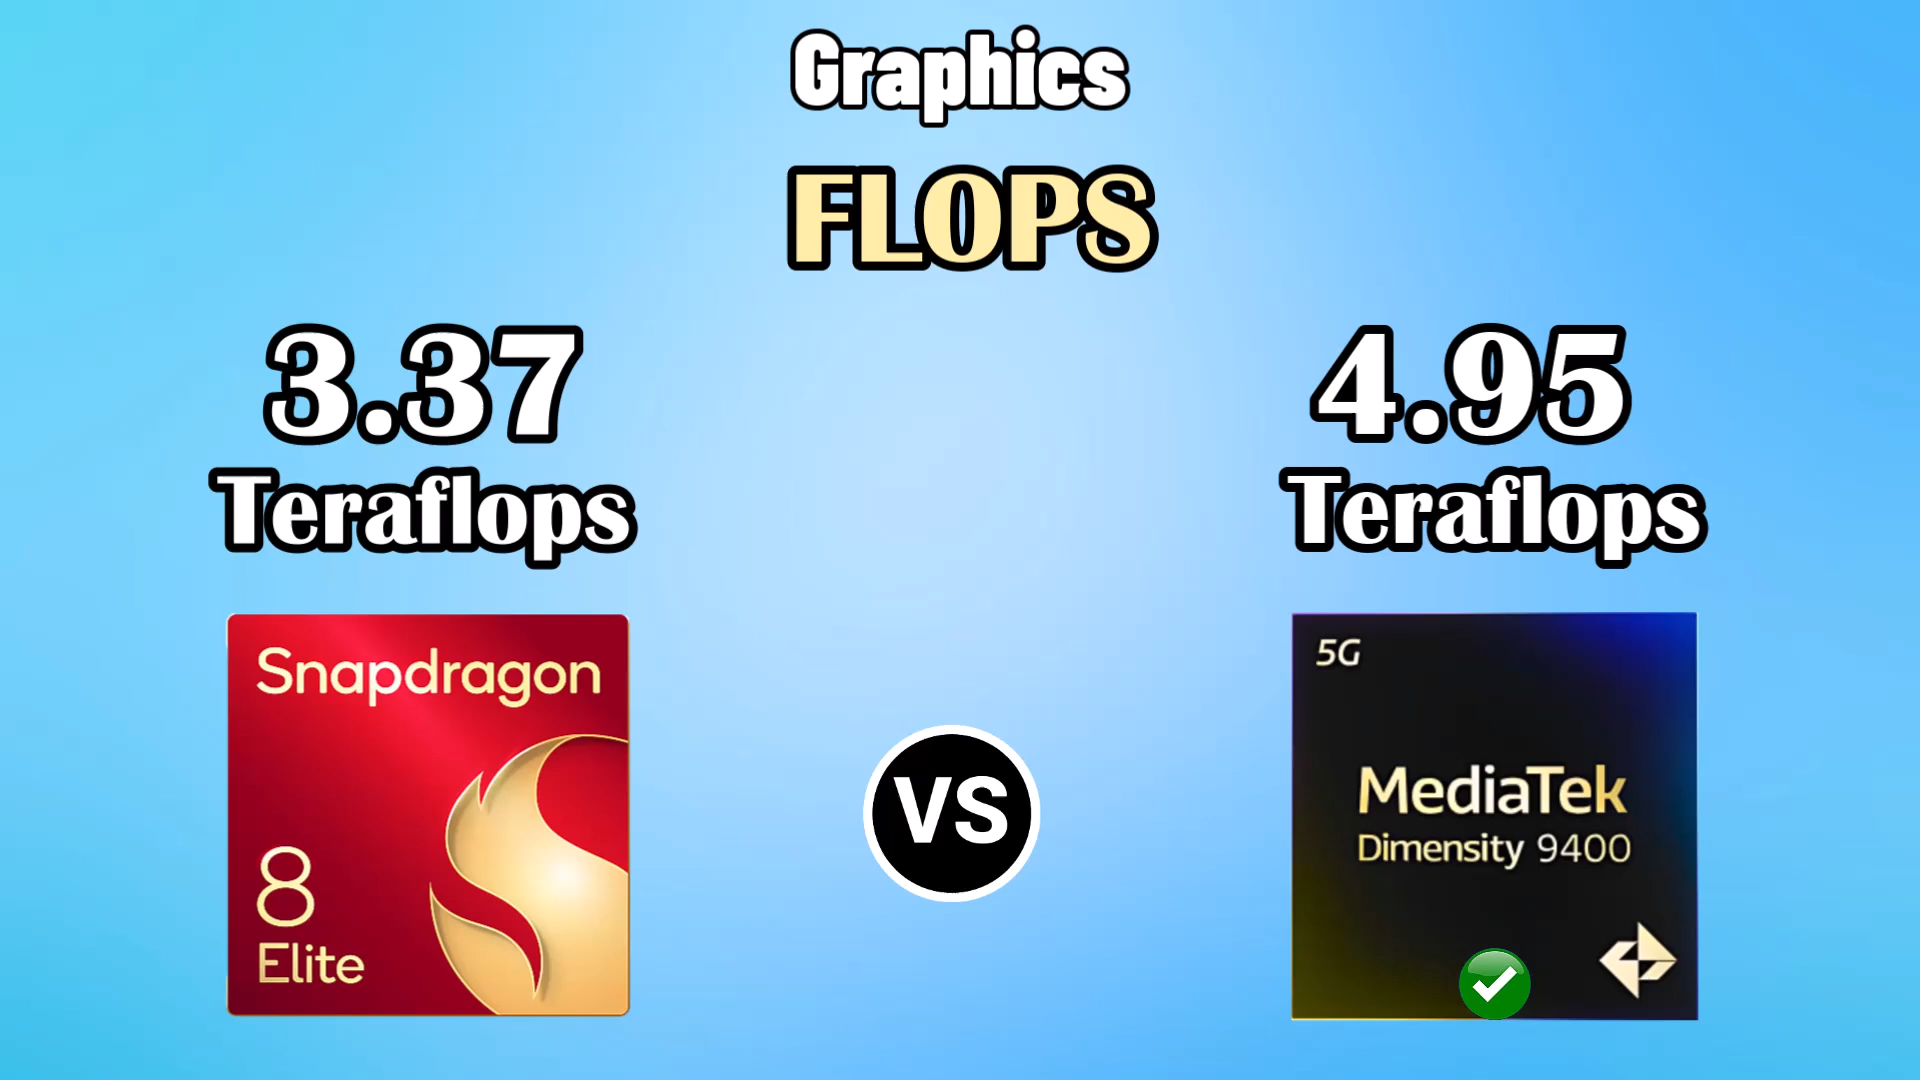 Graphics
FLOPS
3.37
Teraflops
4.95
Teraflops
Snapdragon
8
Elite
VS
5G
MediaTek
Dimensity 9400